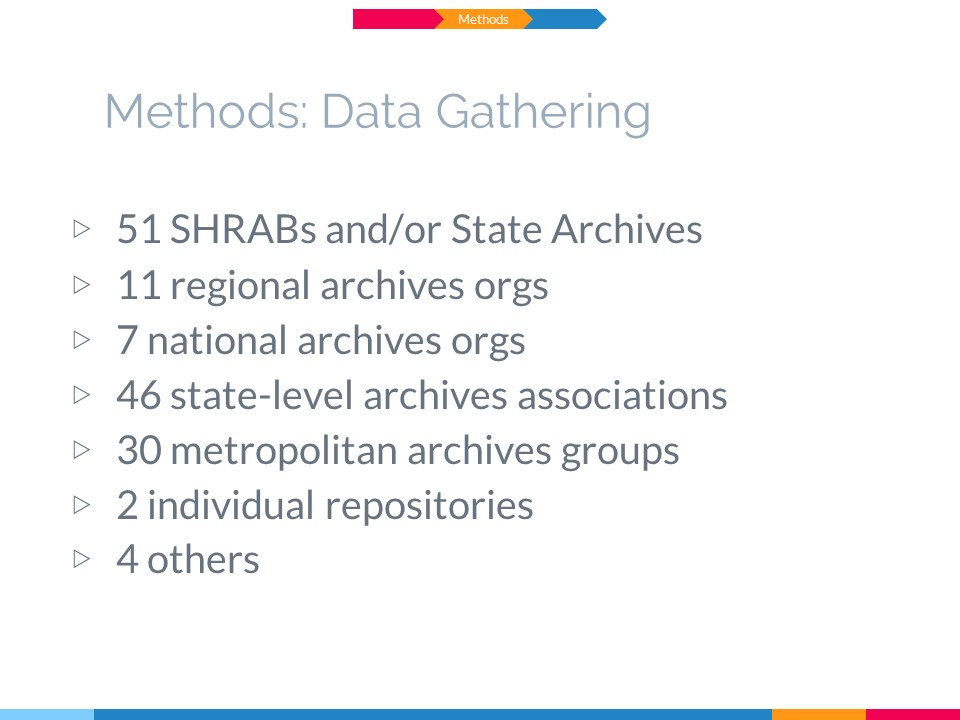 Methods
Methods: Data Gathering
▷ 51 SHRABs and/or State Archives
▷ 11 regional archives orgs
▷ 7 national archives orgs
▷ 46 state-level archives associations
▷ 30 metropolitan archives groups
▷ 2 individual repositories
▷ 4 others